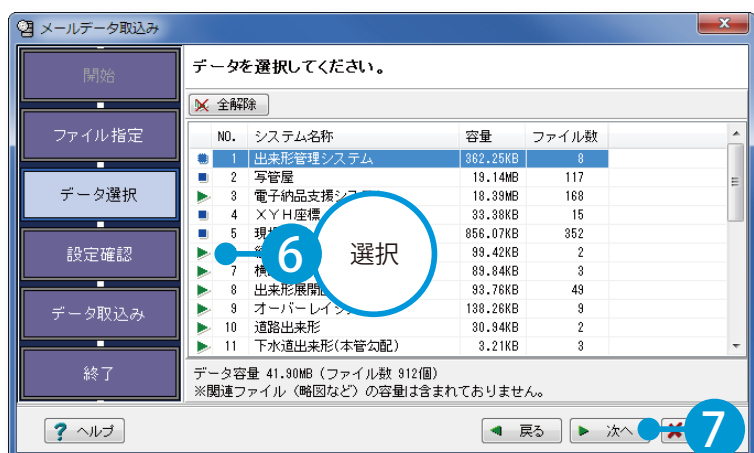 メールデータ取込み
開始
ファイル指定
データ選択
設定確認
データ取込み
終了
データを選択してください。
全解除
NO. システム名称 容量 ファイル数
1 出来形管理システム 362.25KB 8
2 写管屋 19.14MB 117
3 電子納品支援シ 18.39MB 168
4 XYH座標 33.38KB 15
5 現 856.07KB 352
99.42KB 2
7 横 89.84KB 3
8 出来形展開 93.76KB 49
9 オーバーレイ 138.26KB 9
10 道路出来形 30.94KB 2
11 下水道出来形(本管勾配) 3.21KB 3
6 選択
データ容量 41.90MB (ファイル数 912個)
※関連ファイル(略図など)の容量は含まれておりません。
? ヘルプ
戻る
次へ
7